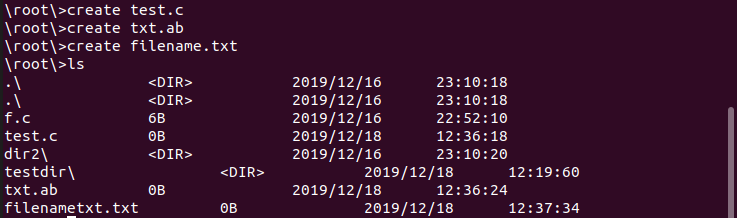 \root\>create test.c
\root\>create txt.ab
\root\>create filename.txt
\root\>ls
.\ <DIR> 2019/12/16 23:10:18
.\ <DIR> 2019/12/16 23:10:18
f.c 6B 2019/12/16 22:52:10
test.c 0B 2019/12/18 12:36:18
dir2\ <DIR> 2019/12/16 23:10:20
testdir\ <DIR> 2019/12/18 12:19:60
txt.ab 0B 2019/12/18 12:36:24
filenametxt.txt 0B 2019/12/18 12:37:34